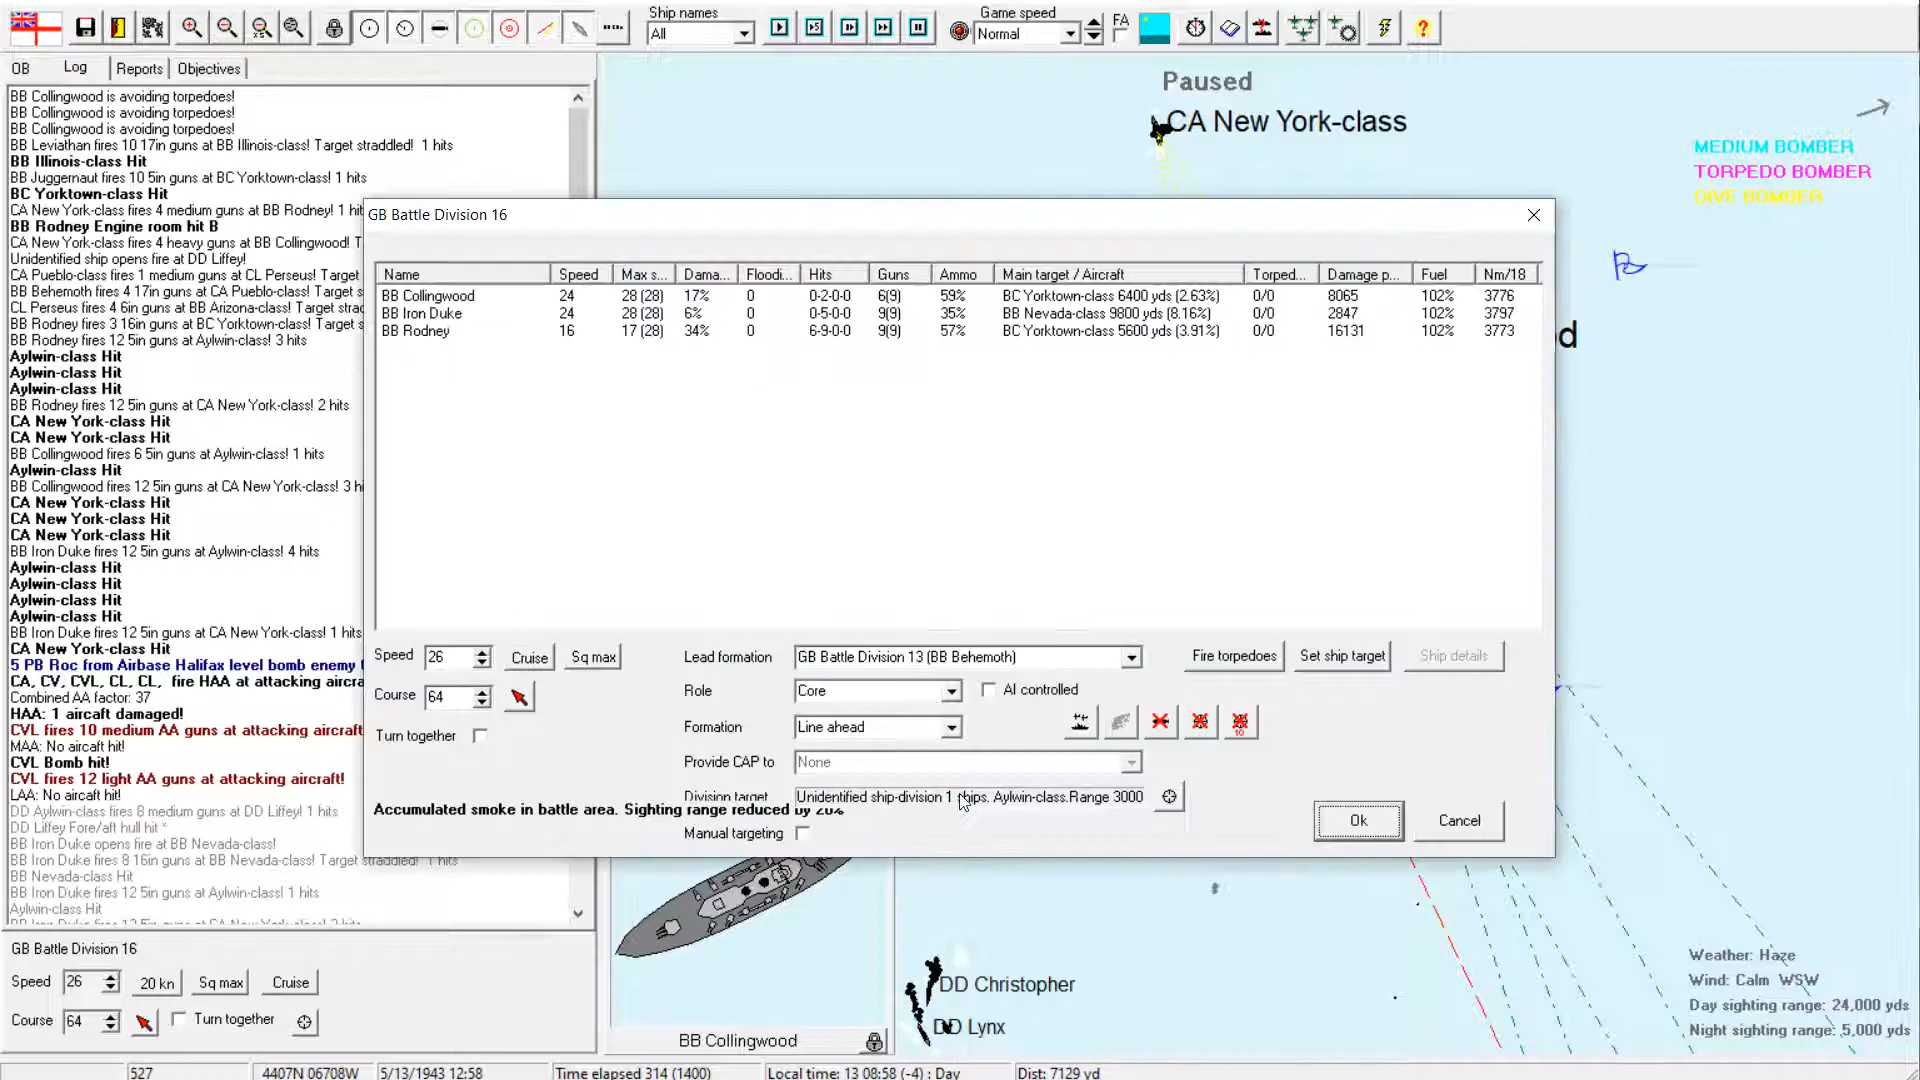 Ship names
All
Game speed
Normal
FA
OB
Log
Reports
Objectives
BB Collingwood is avoiding torpedoes!
BB Collingwood is avoiding torpedoes!
BB Collingwood is avoiding torpedoes!
BB Leviathan fires 10 17in guns at BB Illinois-class! Target straddled! 1 hits
BB Illinois-class Hit
BB Juggernaut fires 10 5in guns at BC Yorktown-class! 1 hits
BC Yorktown-class Hit
CA New York-class fires 4 medium guns at BB Rodney! 1 hit
BB Rodney Engine room hit B
CA New York-class fires 4 heavy guns at BB Collingwood! T
Unidentified ship opens fire at DD Liffey!
CA Pueblo-class fires 1 medium guns at CL Perseus! Target
BB Behemoth fires 4 17in guns at CA Pueblo-class! Target s
CL Perseus fires 4 6in guns at BB Arizona-class! Target strad
BB Rodney fires 3 16in guns at BC Yorktown-class! Target s
BB Rodney fires 12 5in guns at Aylwin-class! 3 hits
Aylwin-class Hit
Aylwin-class Hit
Aylwin-class Hit
BB Rodney fires 12 5in guns at CA New York-class! 2 hits
CA New York-class Hit
CA New York-class Hit
BB Collingwood fires 6 5in guns at Aylwin-class! 1 hits
Aylwin-class Hit
BB Collingwood fires 12 5in guns at CA New York-class! 3 hi
CA New York-class Hit
CA New York-class Hit
CA New York-class Hit
BB Iron Duke fires 12 5in guns at Aylwin-class! 4 hits
Aylwin-class Hit
Aylwin-class Hit
Aylwin-class Hit
Aylwin-class Hit
BB Iron Duke fires 12 5in guns at CA New York-class! 1 hits
CA New York-class Hit
5 PB Roc from Airbase Halifax level bomb enemy
CA, CV, CVL, CL, CL, fire HAA at attacking aircra
Combined AA factor: 37
HAA: 1 aircaft damaged!
CVL fires 10 medium AA guns at attacking aircraft
MAA: No aircaft hit!
CVL Bomb hit!
CVL fires 12 light AA guns at attacking aircraft!
LAA: No aircaft hit!
DD Aylwin-class fires 8 medium guns at DD Liffey! 1 hits
DD Liffey Fore/aft hull hit *
BB Iron Duke opens fire at BB Nevada-class!
BB Iron Duke fires 8 16in guns at BB Nevada-class! Target straddled! 1 hits
BB Nevada-class Hit
BB Iron Duke fires 12 5in guns at Aylwin-class! 1 hits
Aylwin-class Hit
Paused
CA New York-class
MEDIUM BOMBER
TORPEDO BOMBER
DIVE BOMBER
d
GB Battle Division 16
Name Speed Max s... Dama... Floodi... Hits Guns Ammo Main target / Aircraft Torped... Damage p... Fuel Nm/18
BB Collingwood 24 28 (28) 17% 0 0-2-0-0 6(9) 59% BC Yorktown-class 6400 yds (2.63%) 0/0 8065 102% 3776
BB Iron Duke 24 28 (28) 6% 0 0-5-0-0 9(9) 35% BB Nevada-class 9800 yds (8.16%) 0/0 2847 102% 3797
BB Rodney 16 17 (28) 34% 0 6-9-0-0 9(9) 57% BC Yorktown-class 5600 yds (3.91%) 0/0 16131 102% 3773
Speed 26 Cruise Sq max
Course 64
Turn together
Lead formation GB Battle Division 13 (BB Behemoth)
Role Core AI controlled
Formation Line ahead
Provide CAP to None
Division target Unidentified ship-division 1 ships. Aylwin-class.Range 3000
Accumulated smoke in battle area. Sighting range reduced by 20%
Manual targeting
Fire torpedoes
Set ship target
Ship details
Ok
Cancel
GB Battle Division 16
Speed 26 20 kn Sq max Cruise
Course 64 Turn together
BB Collingwood
DD Christopher
DD Lynx
Weather: Haze
Wind: Calm WSW
Day sighting range: 24,000 yds
Night sighting range: 5,000 yds
527
4407N 06708W
5/13/1943 12:58
Time elapsed 314 (1400)
Local time: 13 08:58 (-4) : Day
Dist: 7129 yd